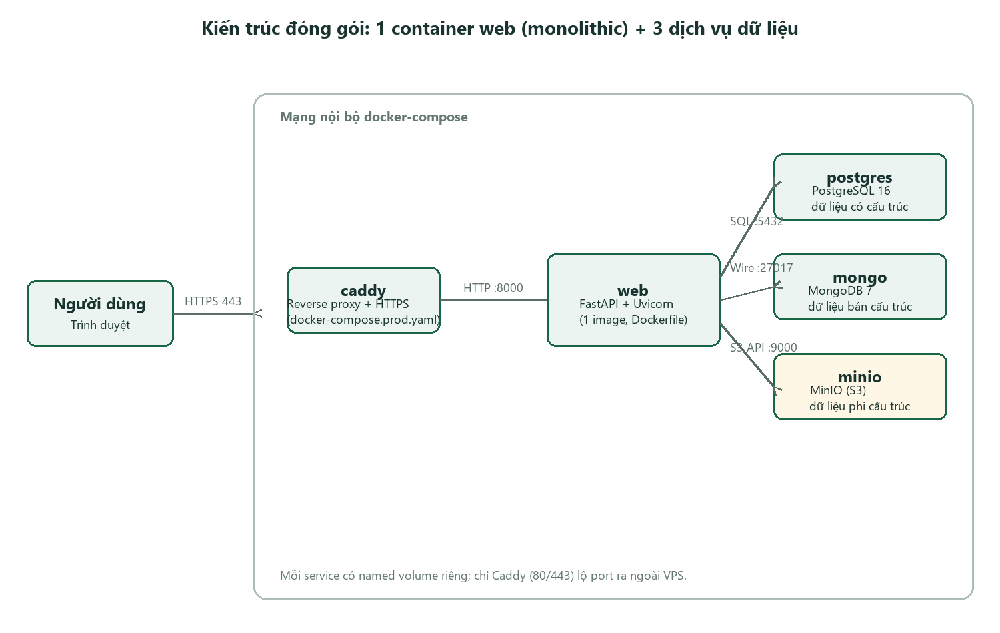 Kiến trúc đóng gói: 1 container web (monolithic) + 3 dịch vụ dữ liệu
Mạng nội bộ docker-compose
Người dùng
Trình duyệt
HTTPS 443
caddy
Reverse proxy + HTTPS
(docker-compose.prod.yaml)
HTTP :8000
web
FastAPI + Uvicorn
(1 image, Dockerfile)
SQL :5432
Wire :27017
S3 API :9000
postgres
PostgreSQL 16
dữ liệu có cấu trúc
mongo
MongoDB 7
dữ liệu bán cấu trúc
minio
MinIO (S3)
dữ liệu phi cấu trúc
Mỗi service có named volume riêng; chỉ Caddy (80/443) lộ port ra ngoài VPS.